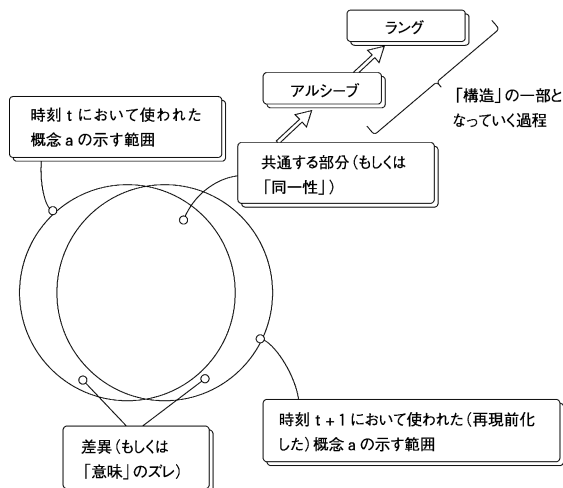 ラング
アルシーブ
「構造」の一部と
なっていく過程
時刻 t において使われた
概念 a の示す範囲
共通する部分(もしくは
「同一性」)
時刻 t + 1 において使われた(再現前化
した)概念 a の示す範囲
差異(もしくは
「意味」のズレ)